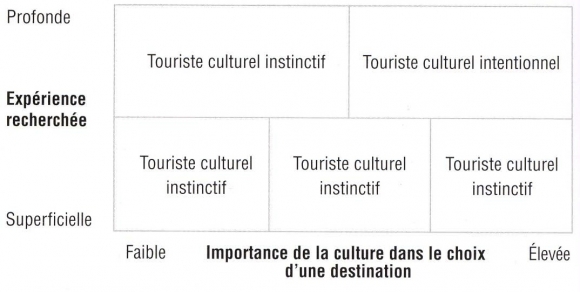 Profonde
Touriste culturel instinctif
Touriste culturel intentionnel
Expérience
recherchée
Touriste culturel
instinctif
Touriste culturel
instinctif
Touriste culturel
instinctif
Superficielle
Faible
Importance de la culture dans le choix
d'une destination
Élevée